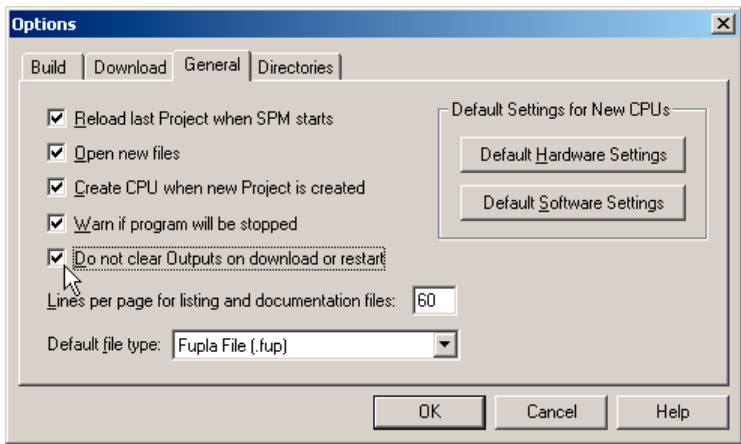 Options
Build
Download
General
Directories
Reload last Project when SPM starts
Open new files
Create CPU when new Project is created
Warn if program will be stopped
Do not clear Outputs on download or restart
Lines per page for listing and documentation files: 60
Default file type: Fupla File (.fup)
Default Settings for New CPUs
Default Hardware Settings
Default Software Settings
OK
Cancel
Help